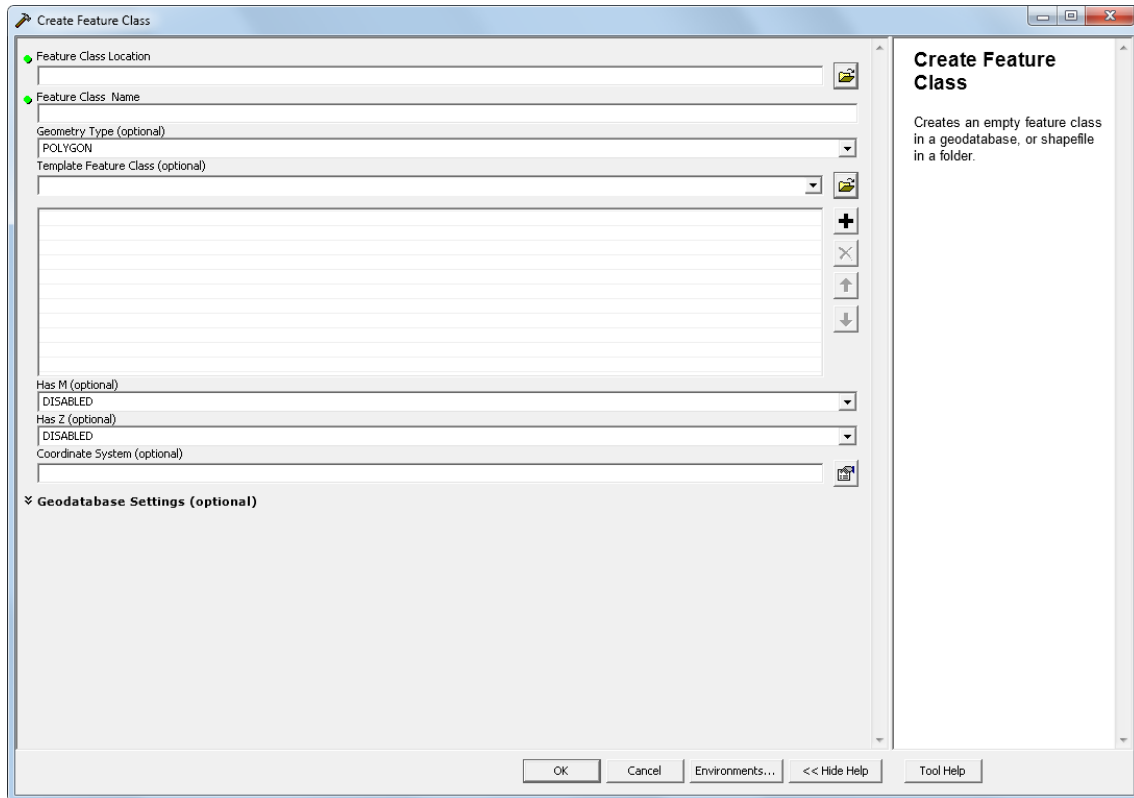 Create Feature Class
Feature Class Location
Feature Class Name
Geometry Type (optional)
POLYGON
Template Feature Class (optional)
Has M (optional)
DISABLED
Has Z (optional)
DISABLED
Coordinate System (optional)
Geodatabase Settings (optional)
OK
Cancel
Environments...
<< Hide Help
Create Feature
Class
Creates an empty feature class
in a geodatabase, or shapefile
in a folder.
Tool Help